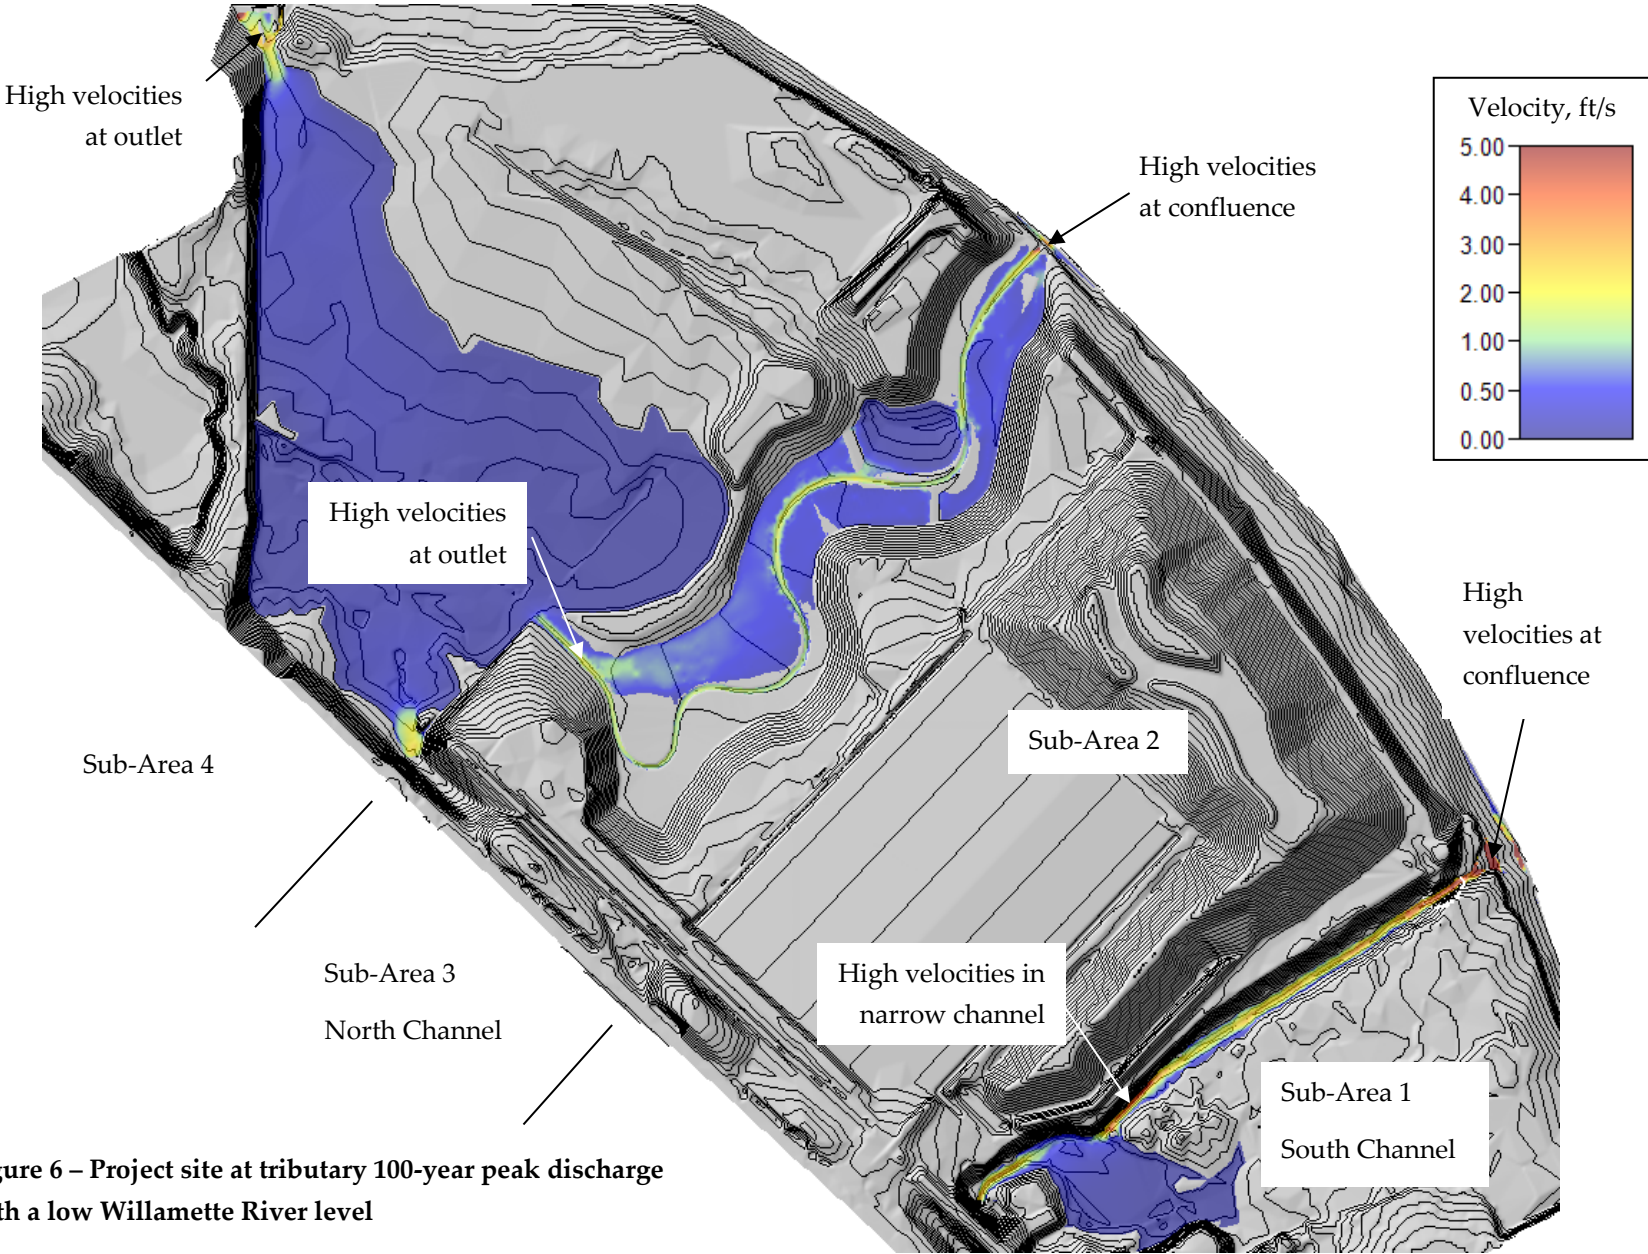 High velocities
at outlet
High velocities
at confluence
Velocity, ft/s
5.00
4.00
3.00
2.00
1.00
0.50
0.00
High velocities
at outlet
High
velocities at
confluence
Sub-Area 2
Sub-Area 4
High velocities in
narrow channel
Sub-Area 3
North Channel
Sub-Area 1
South Channel
gure 6 – Project site at tributary 100-year peak discharge
th a low Willamette River level